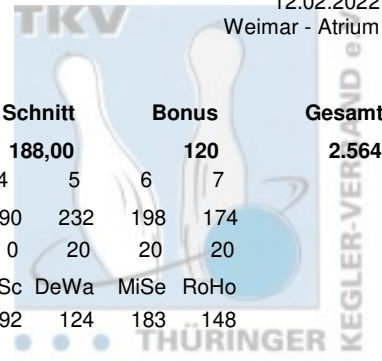 TKV
12.02.2022
Weimar - Atrium
Schnitt Bonus Gesamt
188,00 120 2.564
4 5 6 7
90 232 198 174
0 20 20 20
Sc DeWa MiSe RoHo
92 124 183 148
THÜRINGER
KEGLER-VERBAND e.V.